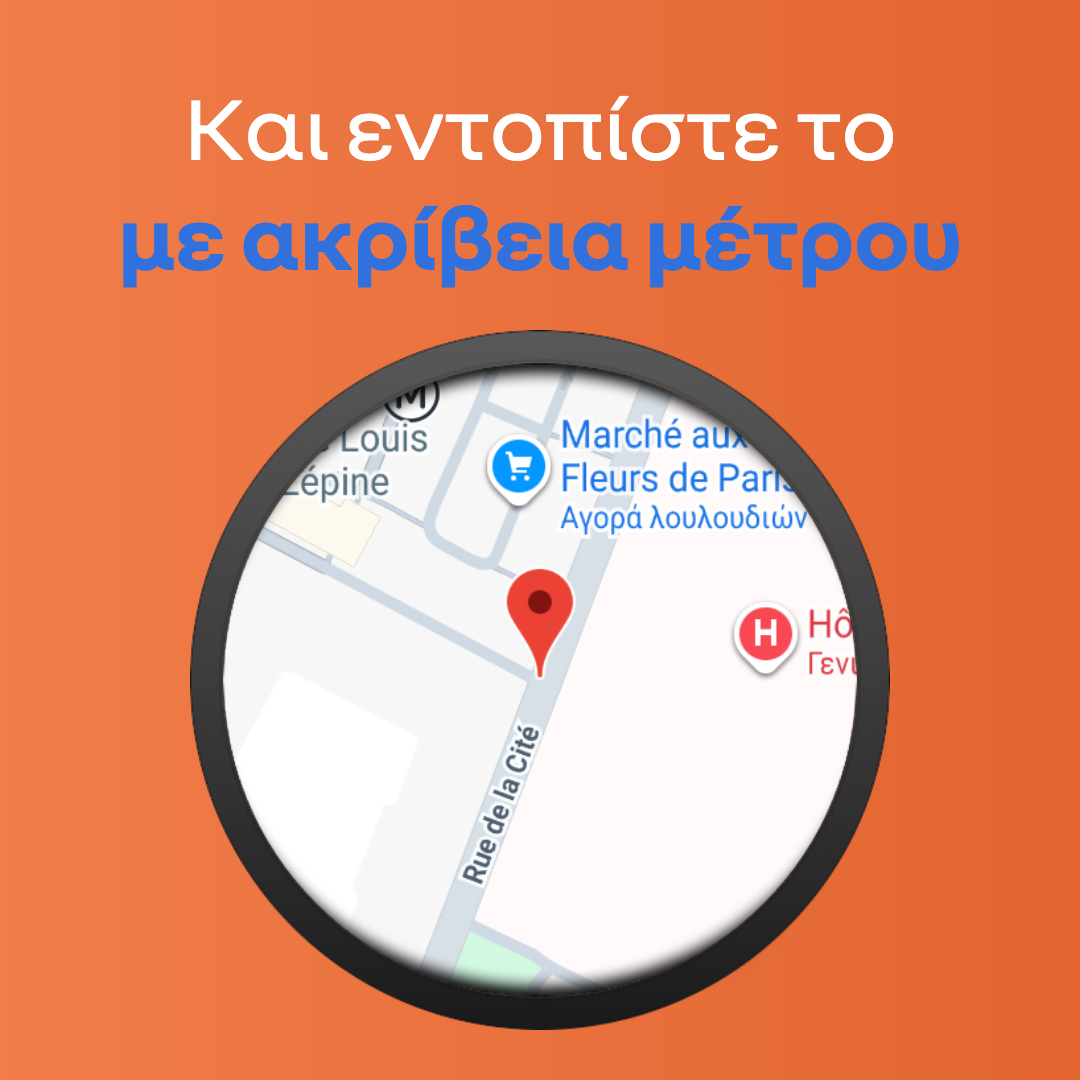 Και εντοπίστε το
με ακρίβεια μέτρου
M
Louis
Lépine
Marché aux
Fleurs de Paris
Αγορά λουλουδιών
H
Rue de la Cité